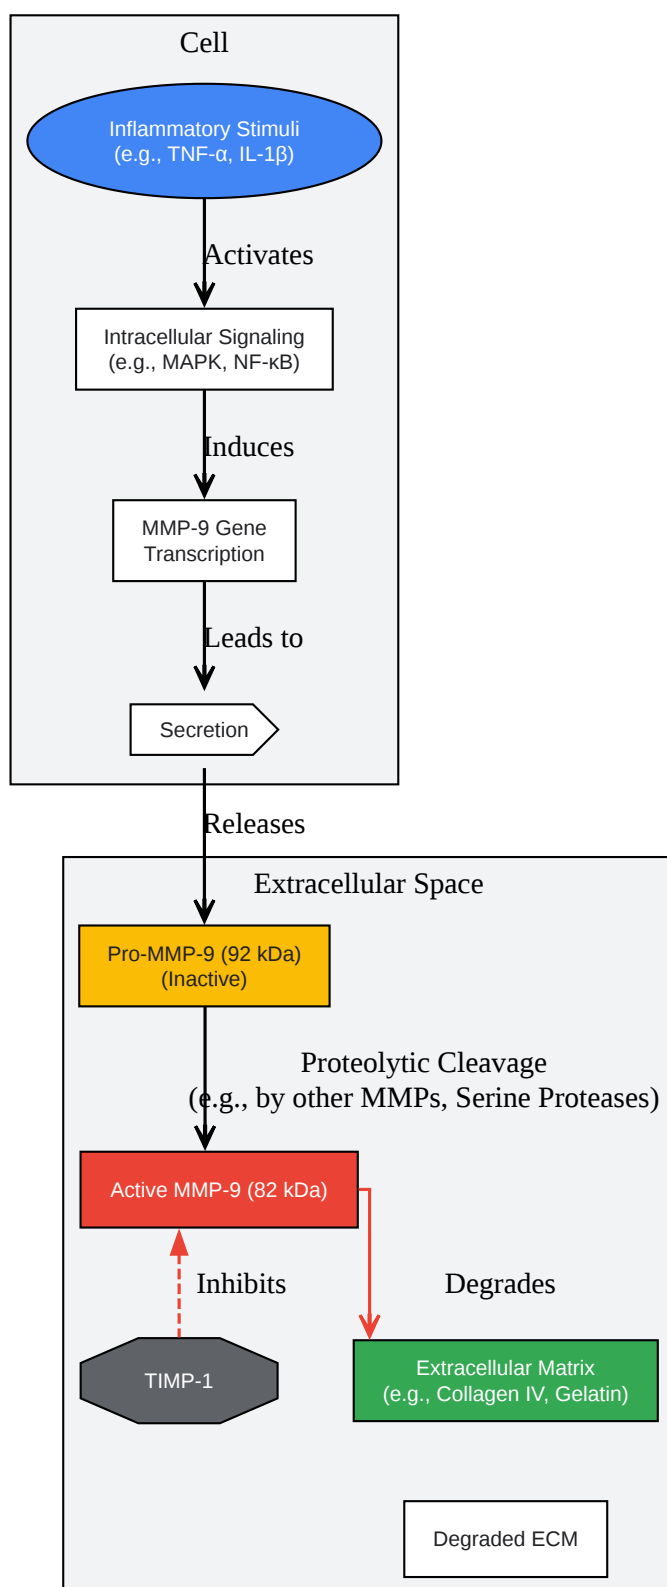 Cell
Inflammatory Stimuli
(e.g., TNF-α, IL-1β)
Activates
Intracellular Signaling
(e.g., MAPK, NF-κB)
Induces
MMP-9 Gene
Transcription
Leads to
Secretion
Releases
Extracellular Space
Pro-MMP-9 (92 kDa)
(Inactive)
Proteolytic Cleavage
(e.g., by other MMPs, Serine Proteases)
Active MMP-9 (82 kDa)
Inhibits
Degrades
TIMP-1
Extracellular Matrix
(e.g., Collagen IV, Gelatin)
Degraded ECM